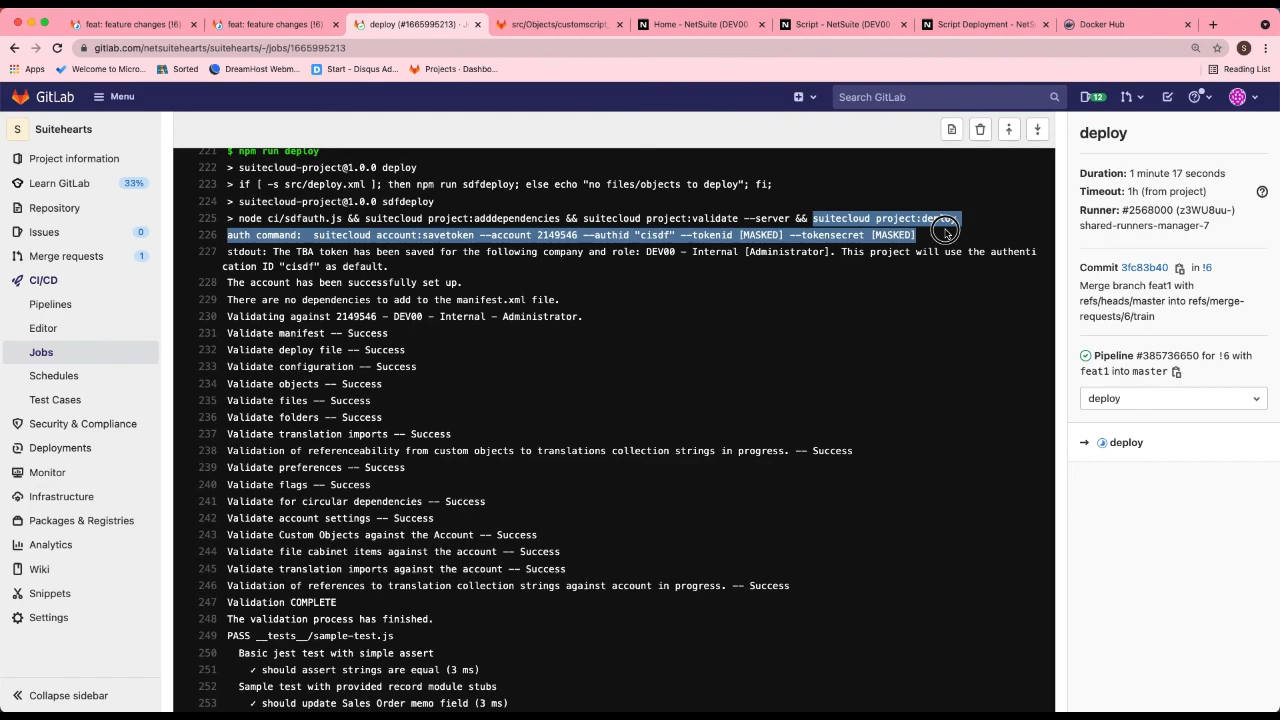 feat: feature changes (!6)
feat: feature changes (!6)
deploy (#1665995213) · J
src/Objects/customscript_
Home - NetSuite (DEV00
Script - NetSuite (DEV00
Script Deployment - NetS
Docker Hub
gitlab.com/netsuitehearts/suitehearts/-/jobs/1665995213
S
Apps
Welcome to Micro...
Sorted
DreamHost Webm...
Start - Disqus Ad...
Projects · Dashbo...
Reading List
GitLab
Menu
Search GitLab
12
S
Suitehearts
Project information
Learn GitLab
33%
Repository
Issues
0
Merge requests
1
CI/CD
Pipelines
Editor
Jobs
Schedules
Test Cases
Security & Compliance
Deployments
Monitor
Infrastructure
Packages & Registries
Analytics
Wiki
Snippets
Settings
Collapse sidebar
221 $ npm run deploy
222 > suitecloud-project@1.0.0 deploy
223 > if [ -s src/deploy.xml ]; then npm run sdfdeploy; else echo "no files/objects to deploy"; fi;
224 > suitecloud-project@1.0.0 sdfdeploy
225 > node ci/sdfauth.js && suitecloud project:adddependencies && suitecloud project:validate --server && suitecloud
226 auth command:  suitecloud account:savetoken --account 2149546 --authid "cisdf" --tokenid [MASKED] --tokensecret [MASKED]
227 stdout: The TBA token has been saved for the following company and role: DEV00 - Internal [Administrator]. This project will use the authenti
cation ID "cisdf" as default.
228 The account has been successfully set up.
229 There are no dependencies to add to the manifest.xml file.
230 Validating against 2149546 - DEV00 - Internal - Administrator.
231 Validate manifest -- Success
232 Validate deploy file -- Success
233 Validate configuration -- Success
234 Validate objects -- Success
235 Validate files -- Success
236 Validate folders -- Success
237 Validate translation imports -- Success
238 Validation of referenceability from custom objects to translations collection strings in progress. -- Success
239 Validate preferences -- Success
240 Validate flags -- Success
241 Validate for circular dependencies -- Success
242 Validate account settings -- Success
243 Validate Custom Objects against the Account -- Success
244 Validate file cabinet items against the account -- Success
245 Validate translation imports against the account -- Success
246 Validation of references to translation collection strings against account in progress. -- Success
247 Validation COMPLETE
248 The validation process has finished.
249 PASS __tests__/sample-test.js
250 Basic jest test with simple assert
251 ✓ should assert strings are equal (3 ms)
252 Sample test with provided record module stubs
253 ✓ should update Sales Order memo field (3 ms)
deploy
Duration: 1 minute 17 seconds
Timeout: 1h (from project)
Runner: #2568000 (z3WU8uu-)
shared-runners-manager-7
Commit 3fc83b40 in !6
Merge branch feat1 with
refs/heads/master into refs/merge-
requests/6/train
Pipeline #385736650 for !6 with
feat1 into master
deploy
→ deploy